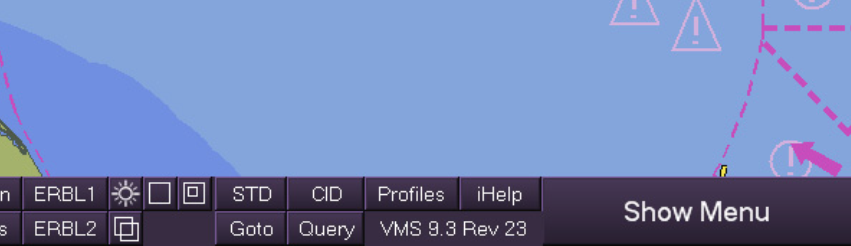 n ERBL1 STD CID Profiles iHelp
s ERBL2 Goto Query VMS 9.3 Rev 23
Show Menu